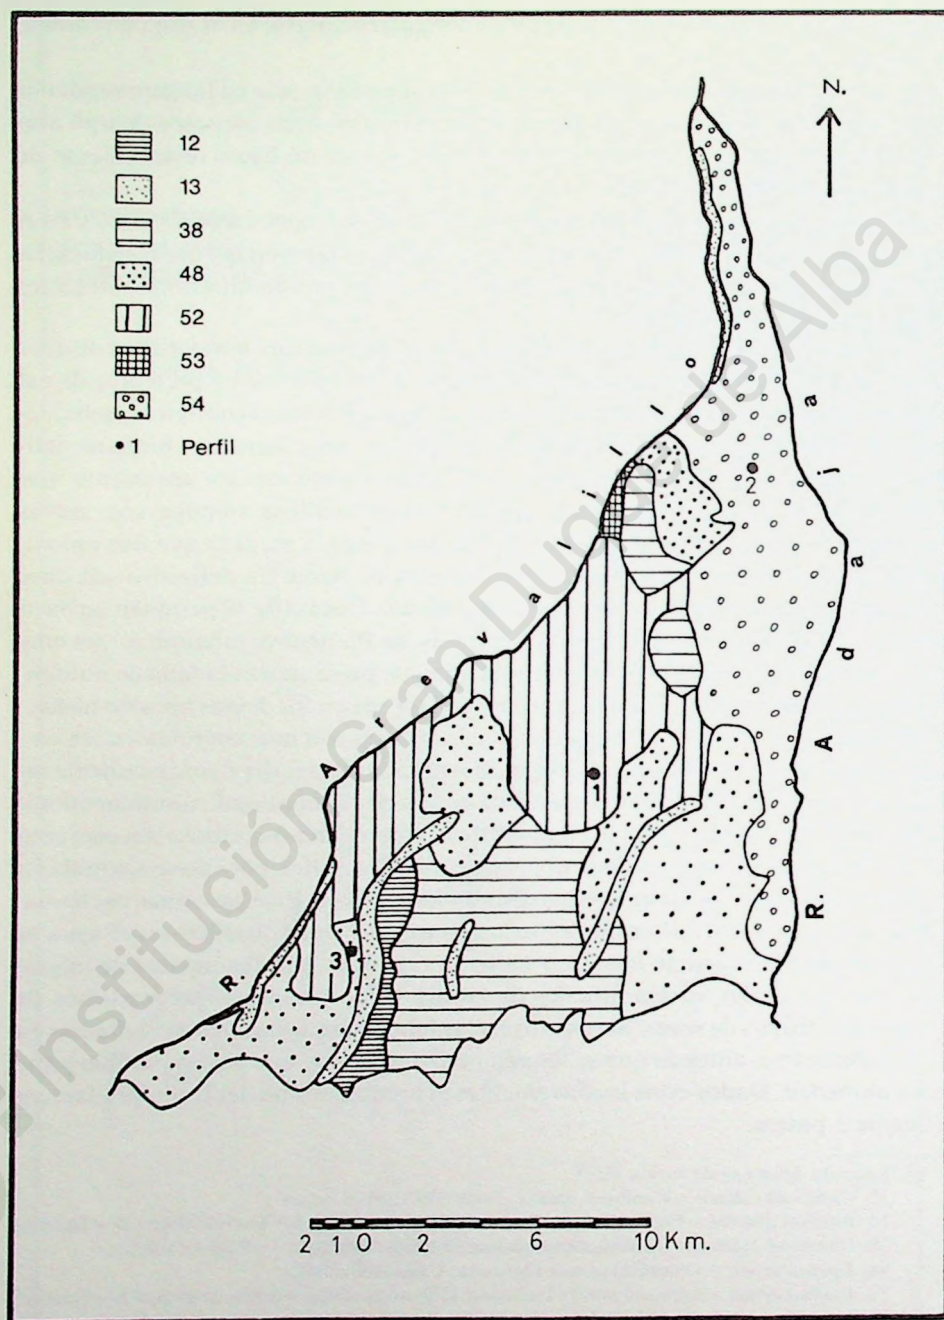 N.
12
13
38
48
52
53
54
•1 Perfil
R. Arevalillo
R. Adaja
2
1
3
2 1 0 2 6 10 Km.
Institución Gran Duque de Alba